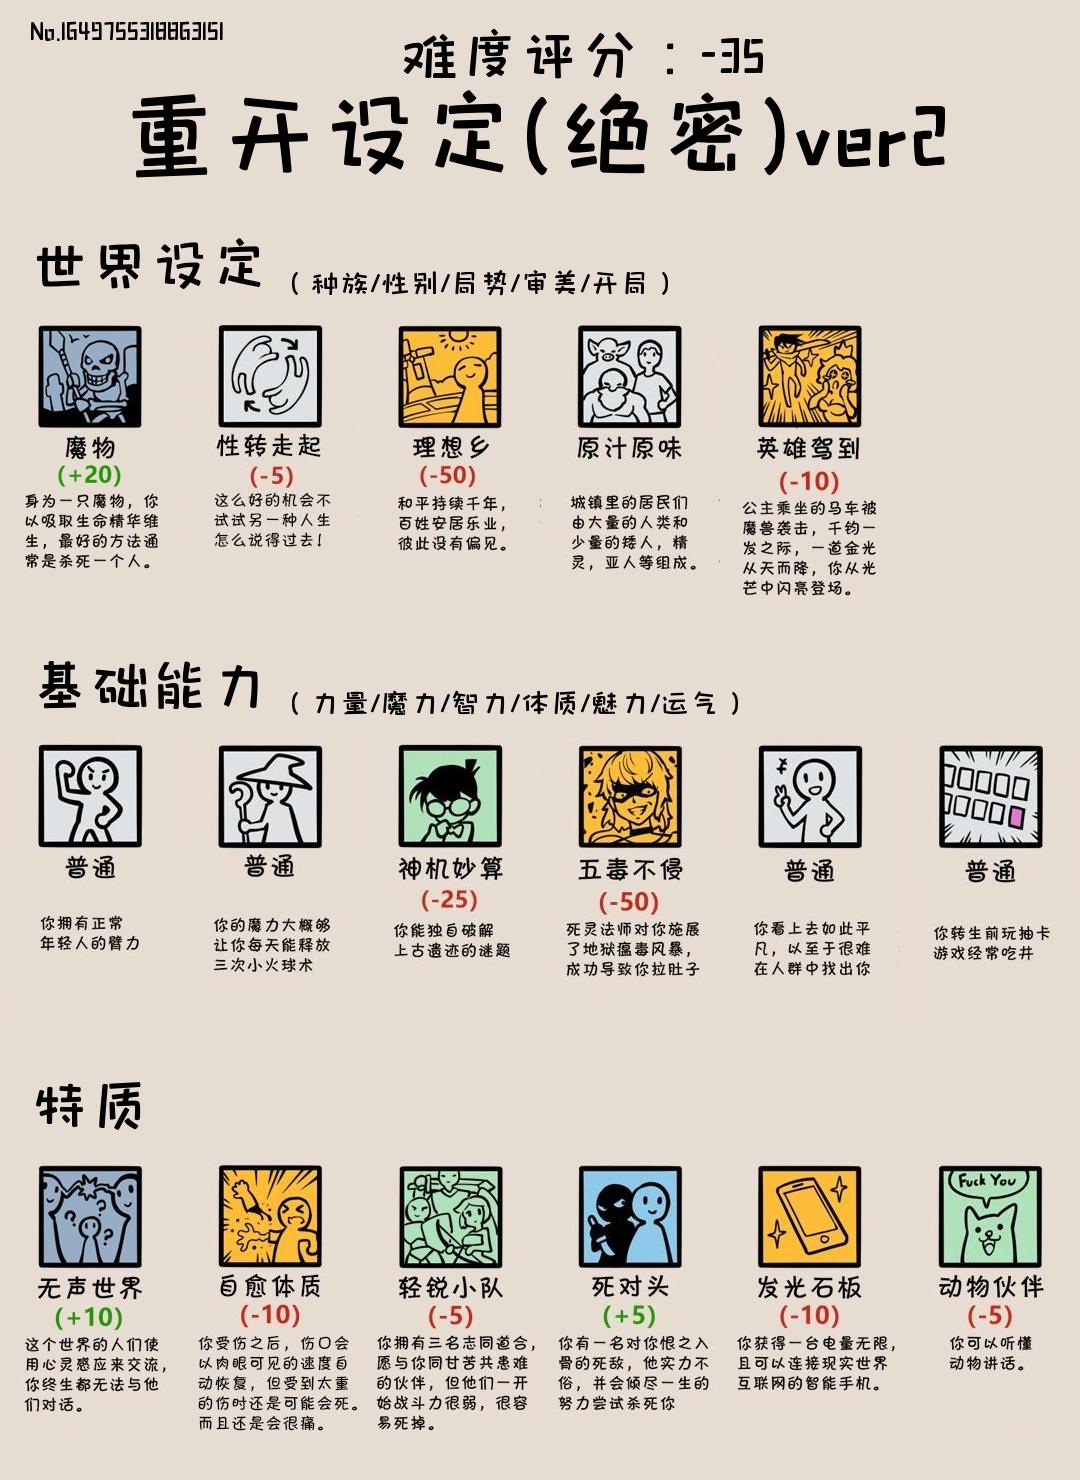 No.1649755318863151
难度评分：-35
重开设定(绝密)ver2
世界设定（种族/性别/局势/审美/开局）
魔物
(+20)
身为一只魔物，你
以吸取生命精华维
生，最好的方法通
常是杀死一个人。
性转走起
(-5)
这么好的机会不
试试另一种人生
怎么说得过去！
理想乡
(-50)
和平持续千年，
百姓安居乐业，
彼此没有偏见。
原汁原味
城镇里的居民们
由大量的人类和
少量的矮人，精
灵，亚人等组成。
英雄驾到
(-10)
公主乘坐的马车被
魔兽袭击，千钧一
发之际，一道金光
从天而降，你从光
芒中闪亮登场。
基础能力（力量/魔力/智力/体质/魅力/运气）
普通
你拥有正常
年轻人的臂力
普通
你的魔力大概够
让你每天能释放
三次小火球术
神机妙算
(-25)
你能独自破解
上古遗迹的谜题
五毒不侵
(-50)
死灵法师对你施展
了地狱瘟毒风暴，
成功导致你拉肚子
普通
你看上去如此平
凡，以至于很难
在人群中找出你
普通
你转生前玩抽卡
游戏经常吃井
特质
无声世界
(+10)
这个世界的人们使
用心灵感应来交流，
你终生都无法与他
们对话。
自愈体质
(-10)
你受伤之后，伤口会
以肉眼可见的速度自
动恢复，但受到太重
的伤时还是可能会死。
而且还是会很痛。
轻锐小队
(-5)
你拥有三名志同道合，
愿与你同甘苦共患难
的伙伴，但他们一开
始战斗力很弱，很容
易死掉。
死对头
(+5)
你有一名对你恨之入
骨的死敌，他实力不
俗，并会倾尽一生的
努力尝试杀死你
发光石板
(-10)
你获得一台电量无限，
且可以连接现实世界
互联网的智能手机。
Fuck You
动物伙伴
(-5)
你可以听懂
动物讲话。